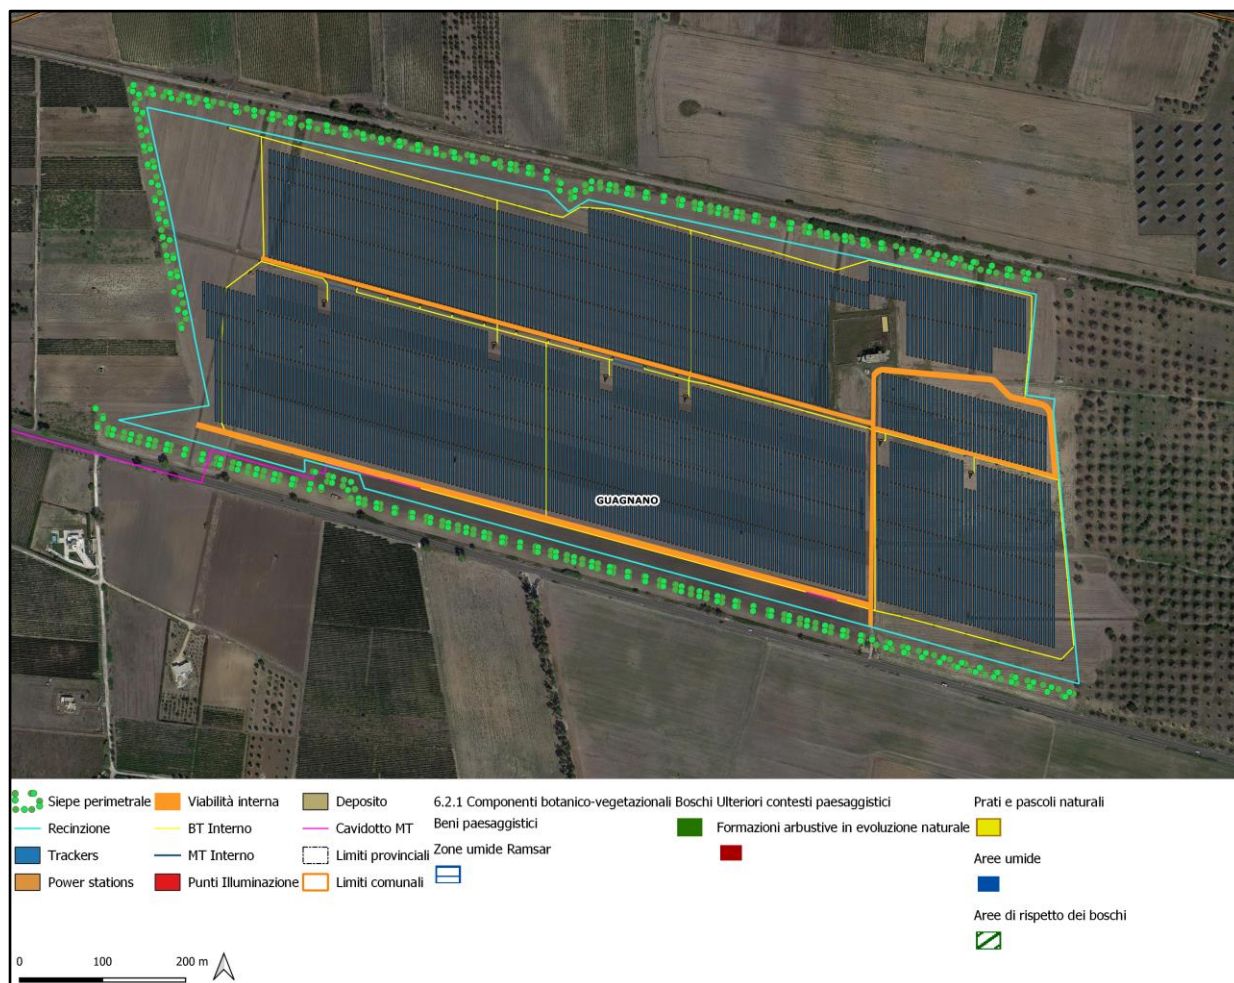 GUAGNANO
Siepe perimetrale
Recinzione
Trackers
Power stations
Viabilità interna
BT Interno
MT Interno
Punti Illuminazione
Deposito
Cavidotto MT
Limiti provinciali
Limiti comunali
6.2.1 Componenti botanico-vegetazionali
Beni paesaggistici
Zone umide Ramsar
Boschi
Ulteriori contesti paesaggistici
Formazioni arbustive in evoluzione naturale
Prati e pascoli naturali
Aree umide
Aree di rispetto dei boschi
0 100 200 m